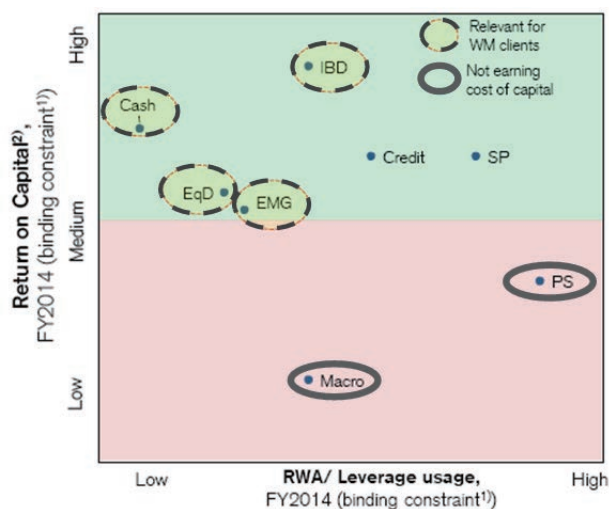 High
Medium
Low
Return on Capital²⁾,
FY2014 (binding constraint¹⁾)
Relevant for
WM clients
Not earning
cost of capital
IBD
Cash
Credit
SP
EqD
EMG
PS
Macro
Low
RWA/ Leverage usage,
High
FY2014 (binding constraint¹⁾)